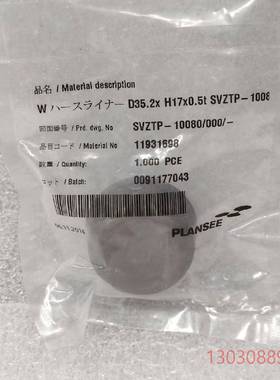 品名 / Material description
W ハースライナー D35.2x H17x0.5t SVZTP-1008
図面番号 / Prd. dwg. No SVZTP-10080/000/-
品目コード / Material No 11931698
数量 / Quantity: 1.000 PCE
ロット / Batch: 0091177043
PLANSEE
1303088